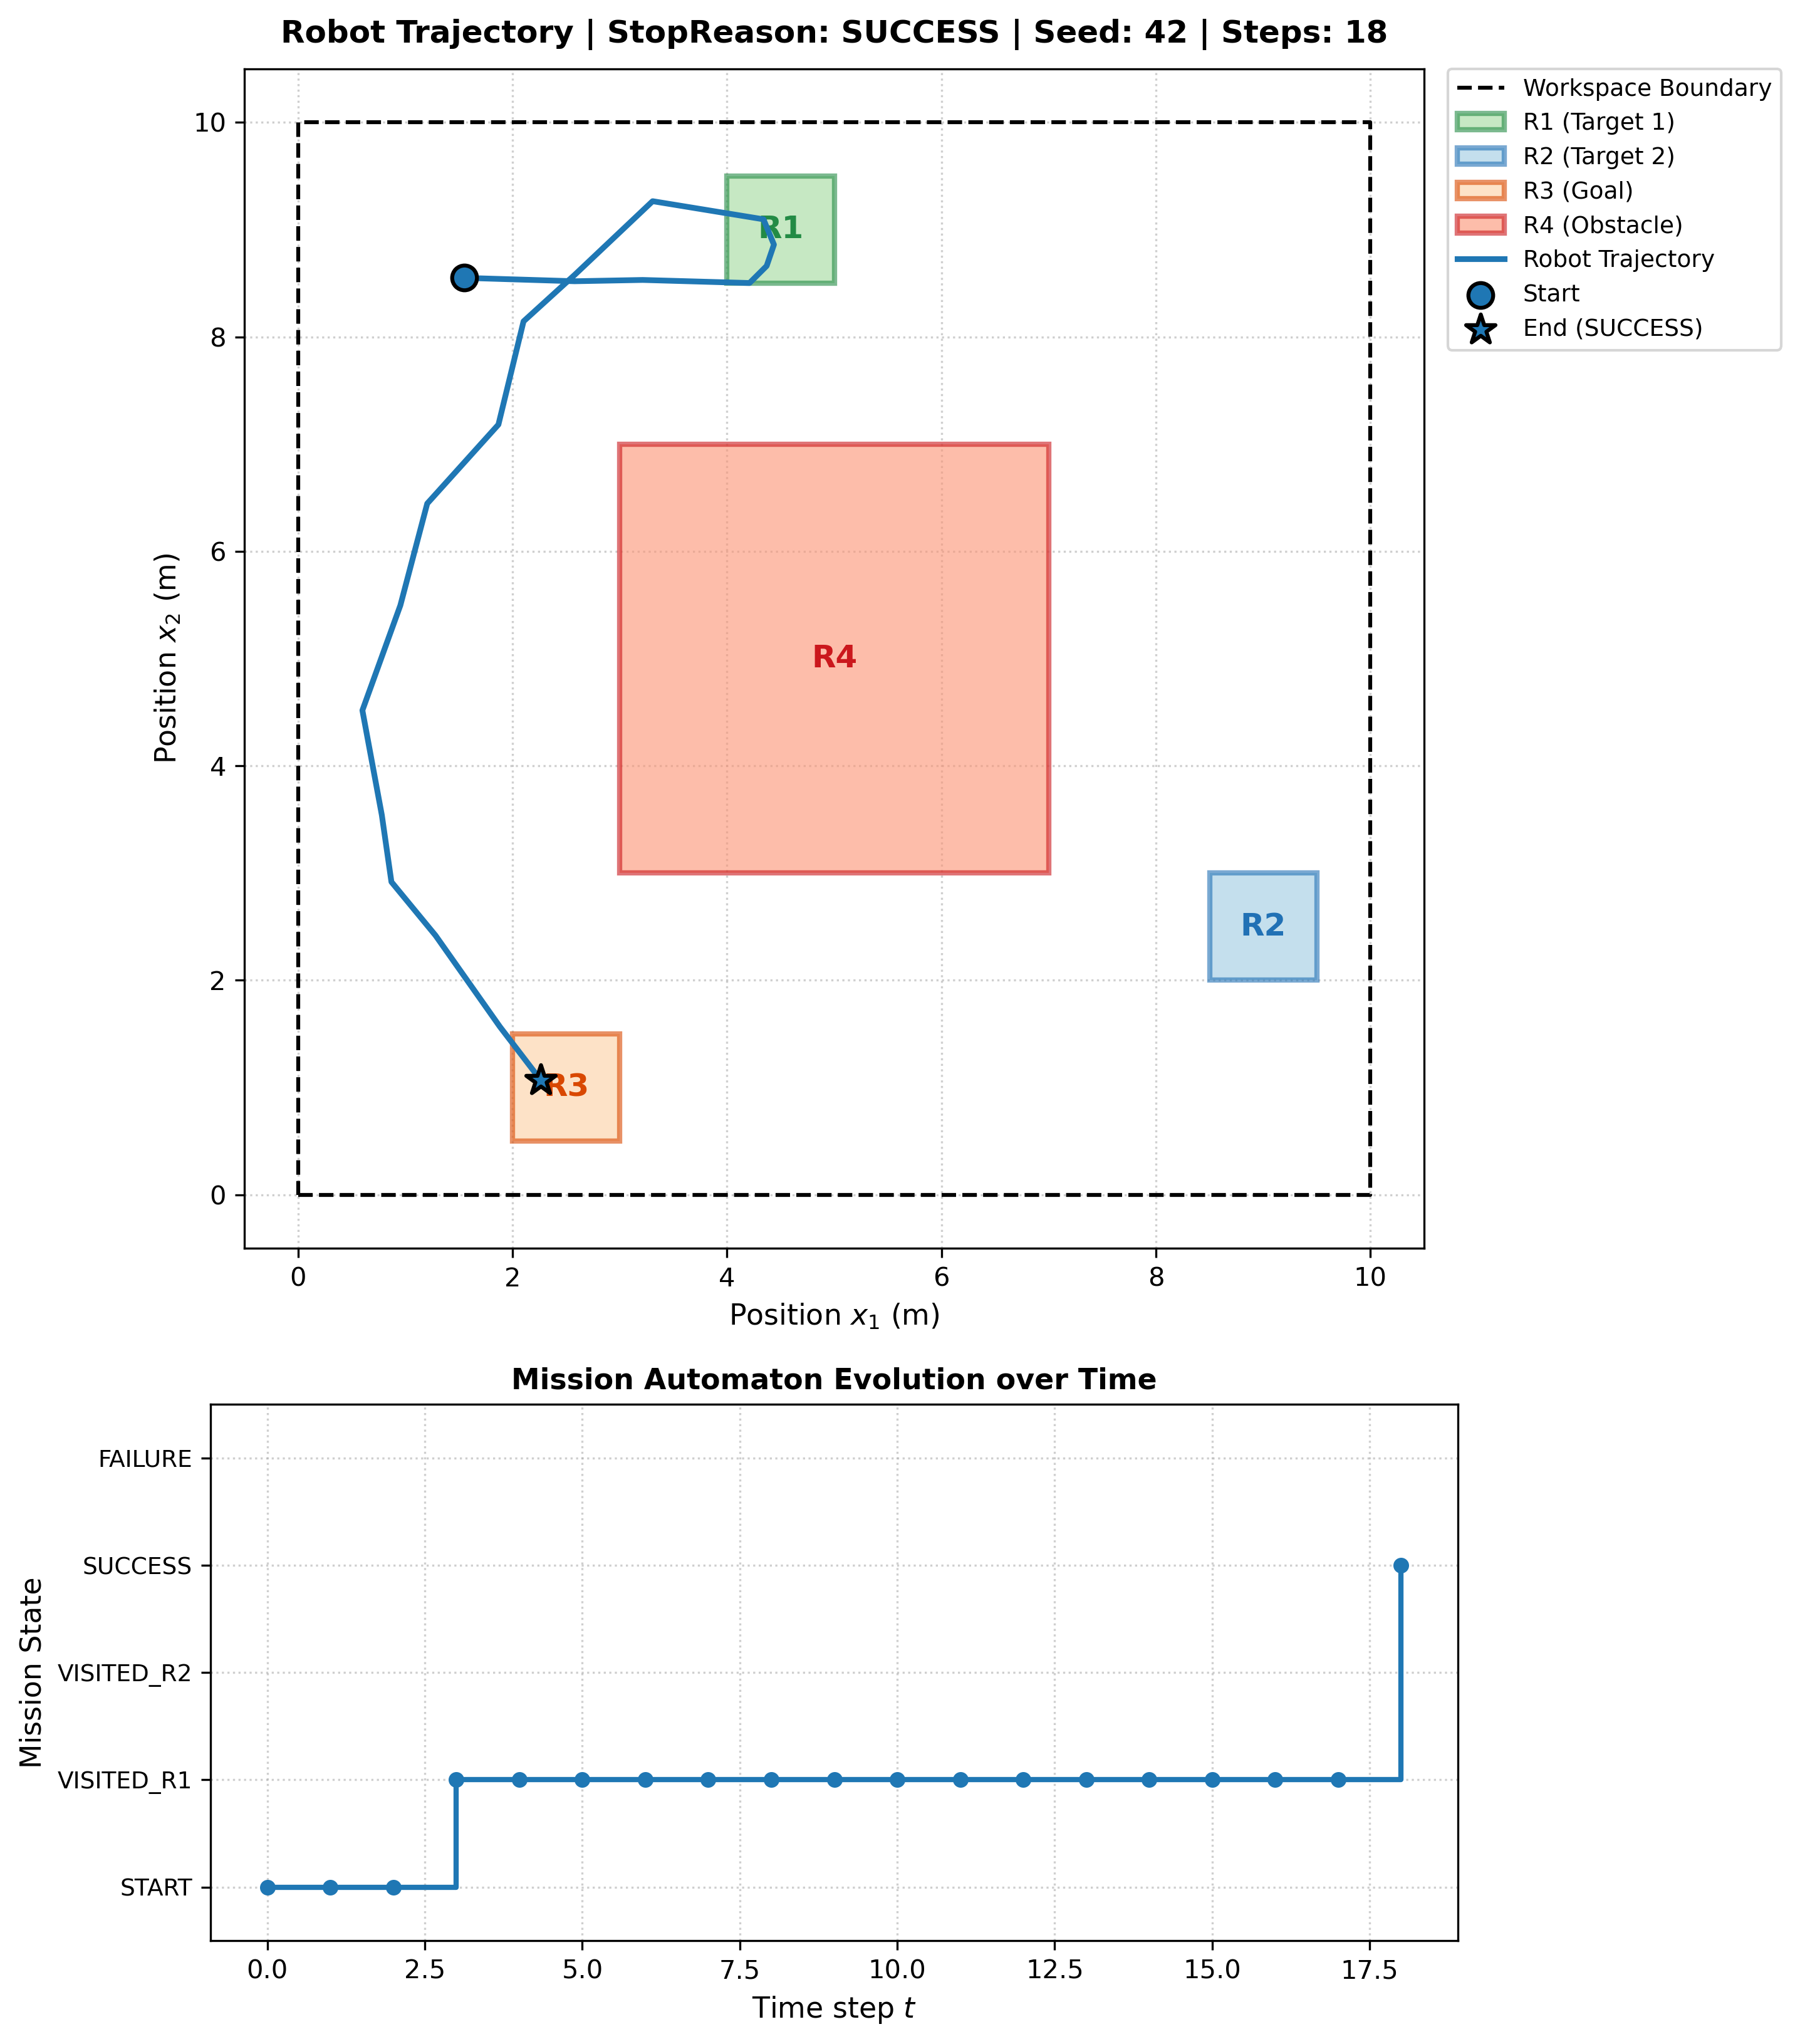 Robot Trajectory | StopReason: SUCCESS | Seed: 42 | Steps: 18
Workspace Boundary
R1 (Target 1)
R2 (Target 2)
R3 (Goal)
R4 (Obstacle)
Robot Trajectory
Start
End (SUCCESS)
10
8
6
4
2
0
Position x₂ (m)
R1
R4
R2
R3
0 2 4 6 8 10
Position x₁ (m)
Mission Automaton Evolution over Time
FAILURE
SUCCESS
VISITED_R2
VISITED_R1
START
Mission State
0.0 2.5 5.0 7.5 10.0 12.5 15.0 17.5
Time step t